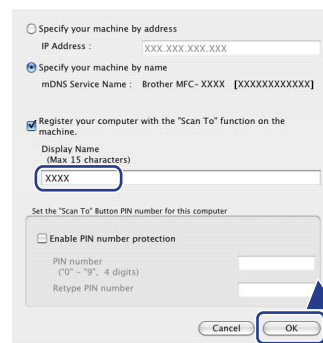 Specify your machine by address
IP Address : XXX.XXX.XXX.XXX
Specify your machine by name
mDNS Service Name : Brother MFC- XXXX [XXXXXXXXXXXX]
Register your computer with the "Scan To" function on the
machine.
Display Name
(Max 15 characters)
XXXX
Set the "Scan To" Button PIN number for this computer
Enable PIN number protection
PIN number
("0" - "9", 4 digits)
Retype PIN number
Cancel OK